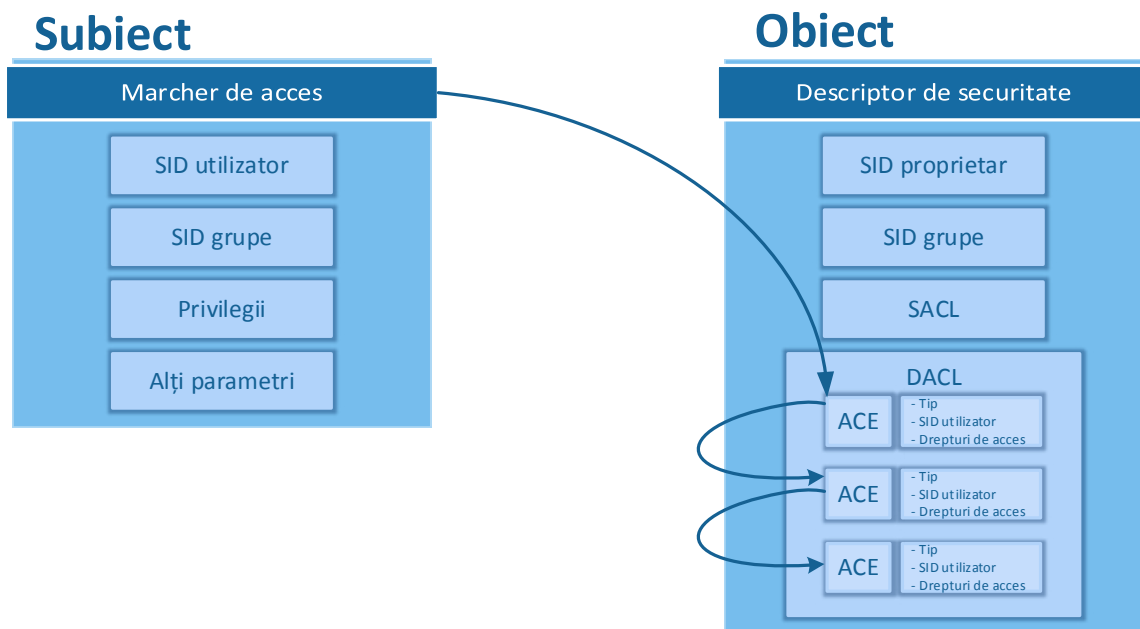 Subiect
Marcher de acces
SID utilizator
SID grupe
Privilegii
Alți parametri
Obiect
Descriptor de securitate
SID proprietar
SID grupe
SACL
DACL
ACE
- Tip
- SID utilizator
- Drepturi de acces
ACE
- Tip
- SID utilizator
- Drepturi de acces
ACE
- Tip
- SID utilizator
- Drepturi de acces